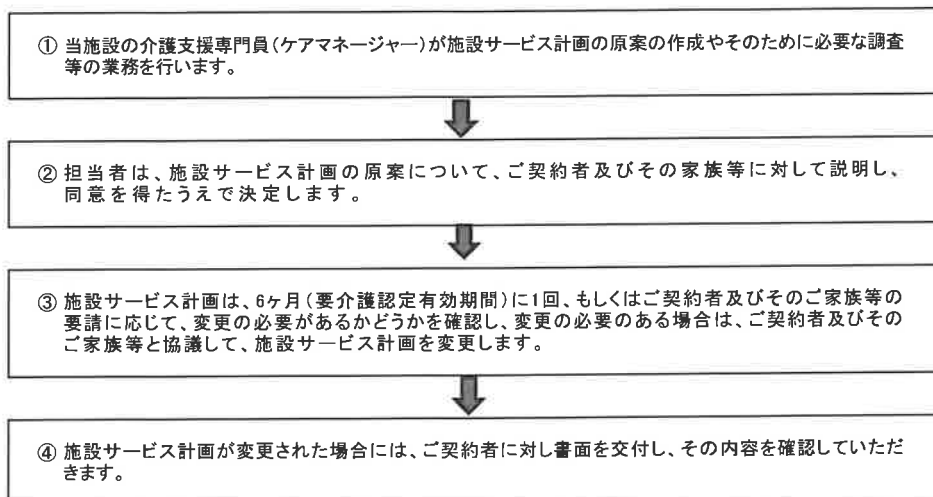 ① 当施設の介護支援専門員(ケアマネージャー)が施設サービス計画の原案の作成やそのために必要な調査
等の業務を行います。
② 担当者は、施設サービス計画の原案について、ご契約者及びその家族等に対して説明し、
同意を得たうえで決定します。
③ 施設サービス計画は、6ヶ月(要介護認定有効期間)に1回、もしくはご契約者及びそのご家族等の
要請に応じて、変更の必要があるかどうかを確認し、変更の必要のある場合は、ご契約者及びその
ご家族等と協議して、施設サービス計画を変更します。
④ 施設サービス計画が変更された場合には、ご契約者に対し書面を交付し、その内容を確認していただ
きます。